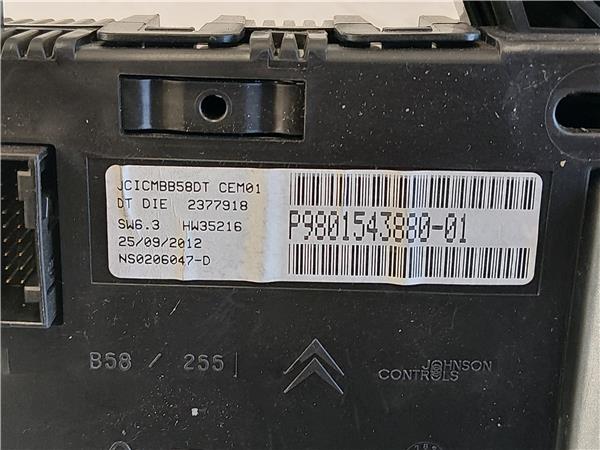 JCICMBB58DT CEM01
DT DIE 2377918
SW6.3 HW35216
25/09/2012
NS0206047-D
P9801543880-01
B58 / 255
JOHNSON
CONTROLS